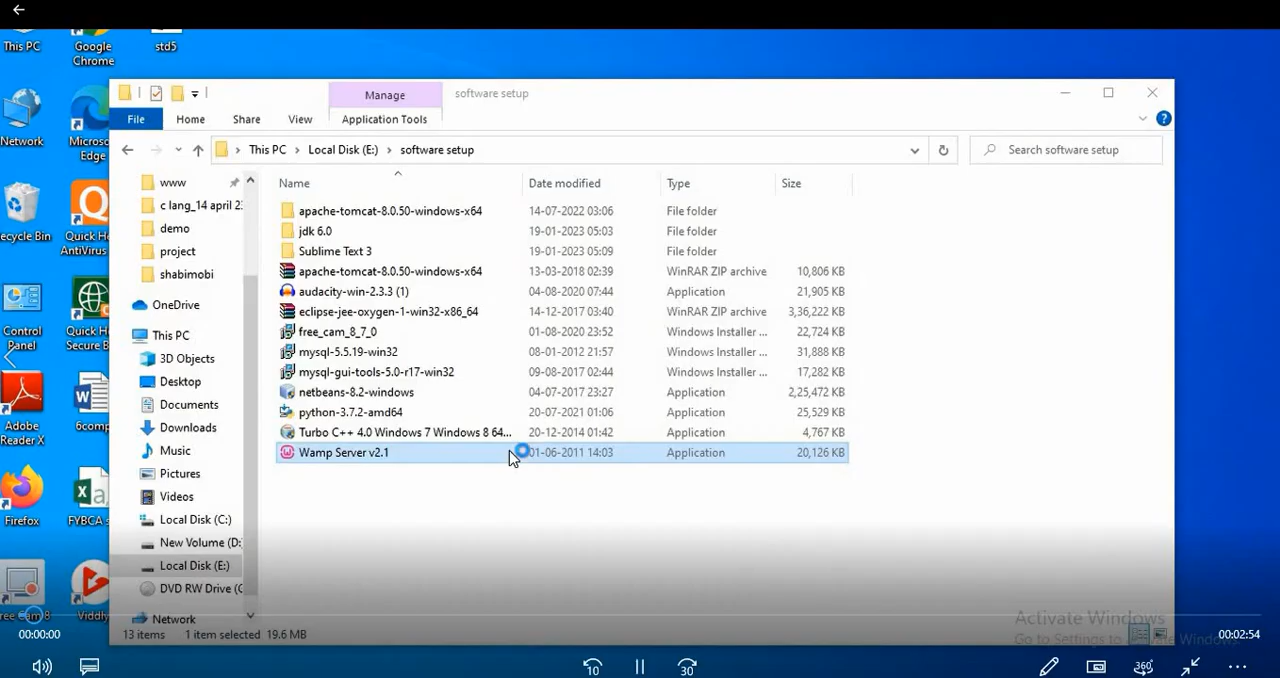 This PC
Google
Chrome
std5
Manage
software setup
File
Home
Share
View
Application Tools
Network
Microsoft
Edge
This PC
Local Disk (E:)
software setup
Search software setup
Name
Date modified
Type
Size
www
c lang_14 april 23
demo
project
shabimobi
OneDrive
This PC
3D Objects
Desktop
Documents
Downloads
Music
Pictures
Videos
Local Disk (C:)
New Volume (D:
Local Disk (E:)
DVD RW Drive (
Network
apache-tomcat-8.0.50-windows-x64 14-07-2022 03:06 File folder
jdk 6.0 19-01-2023 05:03 File folder
Sublime Text 3 19-01-2023 05:09 File folder
apache-tomcat-8.0.50-windows-x64 13-03-2018 02:39 WinRAR ZIP archive 10,806 KB
audacity-win-2.3.3 (1) 04-08-2020 07:44 Application 21,905 KB
eclipse-jee-oxygen-1-win32-x86_64 14-12-2017 03:40 WinRAR ZIP archive 3,36,222 KB
free_cam_8_7_0 01-08-2020 23:52 Windows Installer ... 22,724 KB
mysql-5.5.19-win32 08-01-2012 21:57 Windows Installer ... 31,888 KB
mysql-gui-tools-5.0-r17-win32 09-08-2017 02:44 Windows Installer ... 17,282 KB
netbeans-8.2-windows 04-07-2017 23:27 Application 2,25,472 KB
python-3.7.2-amd64 20-07-2021 01:06 Application 25,529 KB
Turbo C++ 4.0 Windows 7 Windows 8 64... 20-12-2014 01:42 Application 4,767 KB
Wamp Server v2.1 01-06-2011 14:03 Application 20,126 KB
ecycle Bin
Quick H
AntiVirus
Control
Panel
Quick H
Secure B
Adobe
Reader X
6comp
Firefox
FYBCA s
ree Cam 8
Viddly
13 items 1 item selected 19.6 MB
Activate Windows
Go to Settings to Activate Windows.
00:00:00
00:02:54
10
30
360